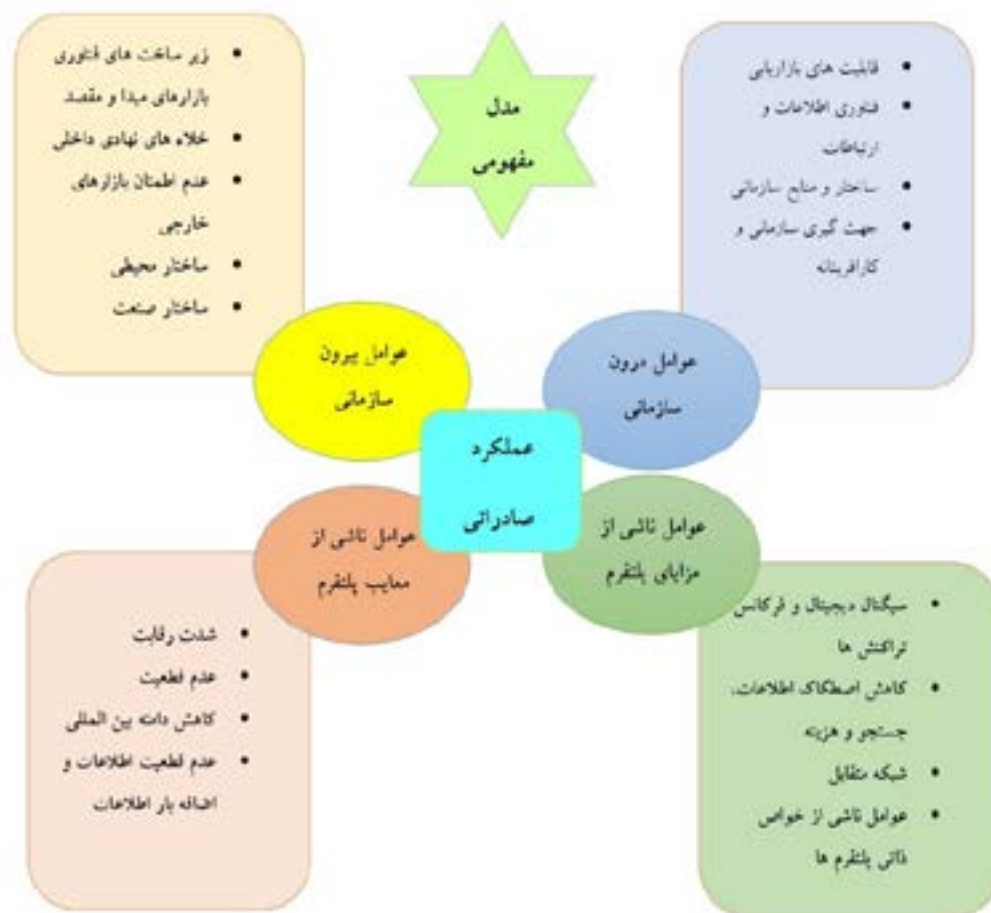 مدل
مفهومی
قابلیت های بازاریابی
فناوری اطلاعات و
ارتباطات
ساختار و منابع سازمانی
جهت گیری سازمانی و
کارآفرینانه
زیر ساخت های فناوری
بازارهای مبدا و مقصد
خلاء های نهادی داخلی
عدم اطمنان بازارهای
خارجی
ساختار محیطی
ساختار صنعت
عوامل درون
سازمانی
عوامل بیرون
سازمانی
عملکرد
صادراتی
عوامل ناشی از
مزایای پلتفرم
عوامل ناشی از
معایب پلتفرم
سیگنال دیجیتال و فرکانس
تراکنش ها
کاهش اصطکاک اطلاعات،
جستجو و هزینه
شبکه متقابل
عوامل ناشی از خواص
ذاتی پلتفرم ها
شدت رقابت
عدم قطعیت
کاهش دامنه بین المللی
عدم قطعیت اطلاعات و
اضافه بار اطلاعات